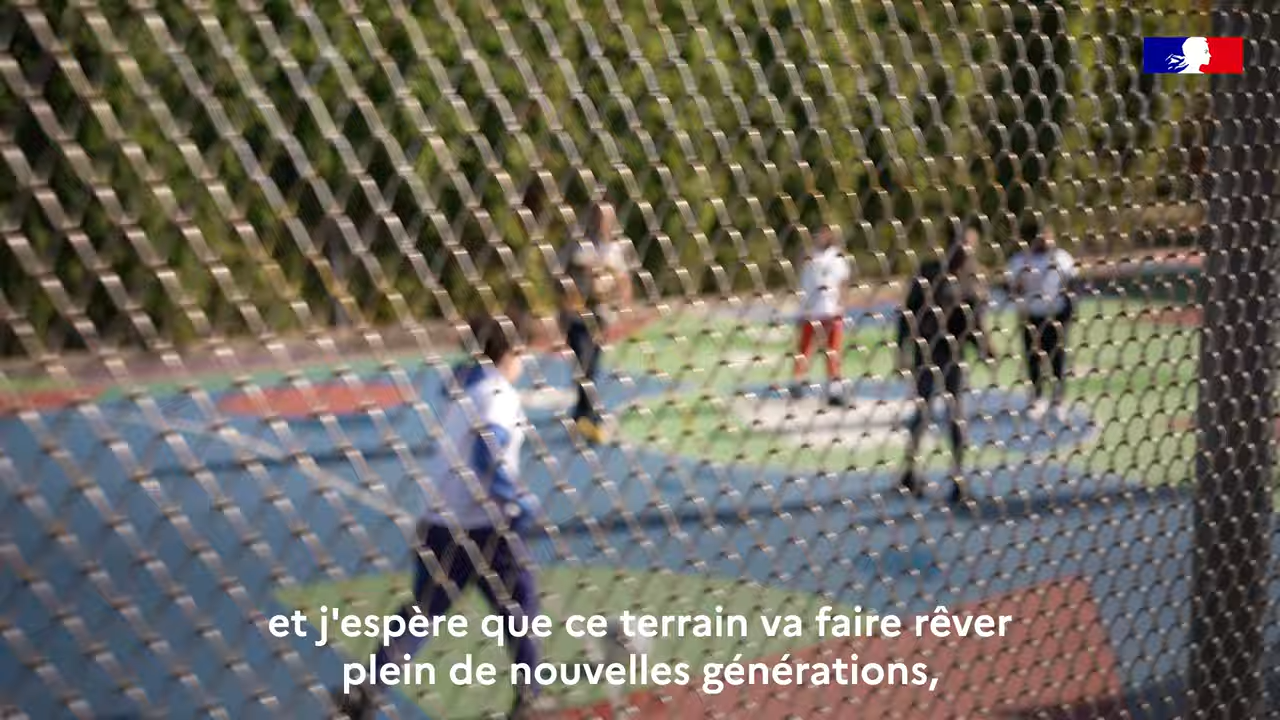 et j'espère que ce terrain va faire rêver
plein de nouvelles générations,